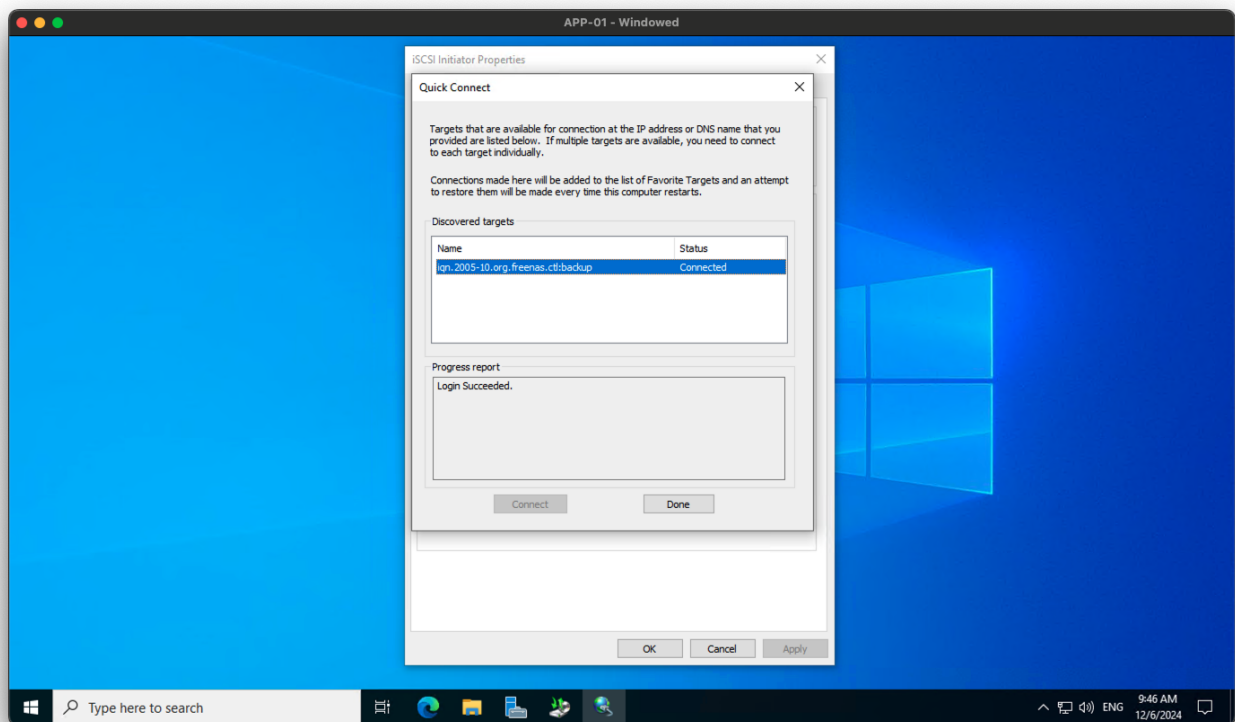 APP-01 - Windowed
iSCSI Initiator Properties
Quick Connect
Targets that are available for connection at the IP address or DNS name that you
provided are listed below.  If multiple targets are available, you need to connect
to each target individually.
Connections made here will be added to the list of Favorite Targets and an attempt
to restore them will be made every time this computer restarts.
Discovered targets
Name Status
iqn.2005-10.org.freenas.ctl:backup Connected
Progress report
Login Succeeded.
Connect Done
OK Cancel Apply
Type here to search
ENG
9:46 AM
12/6/2024